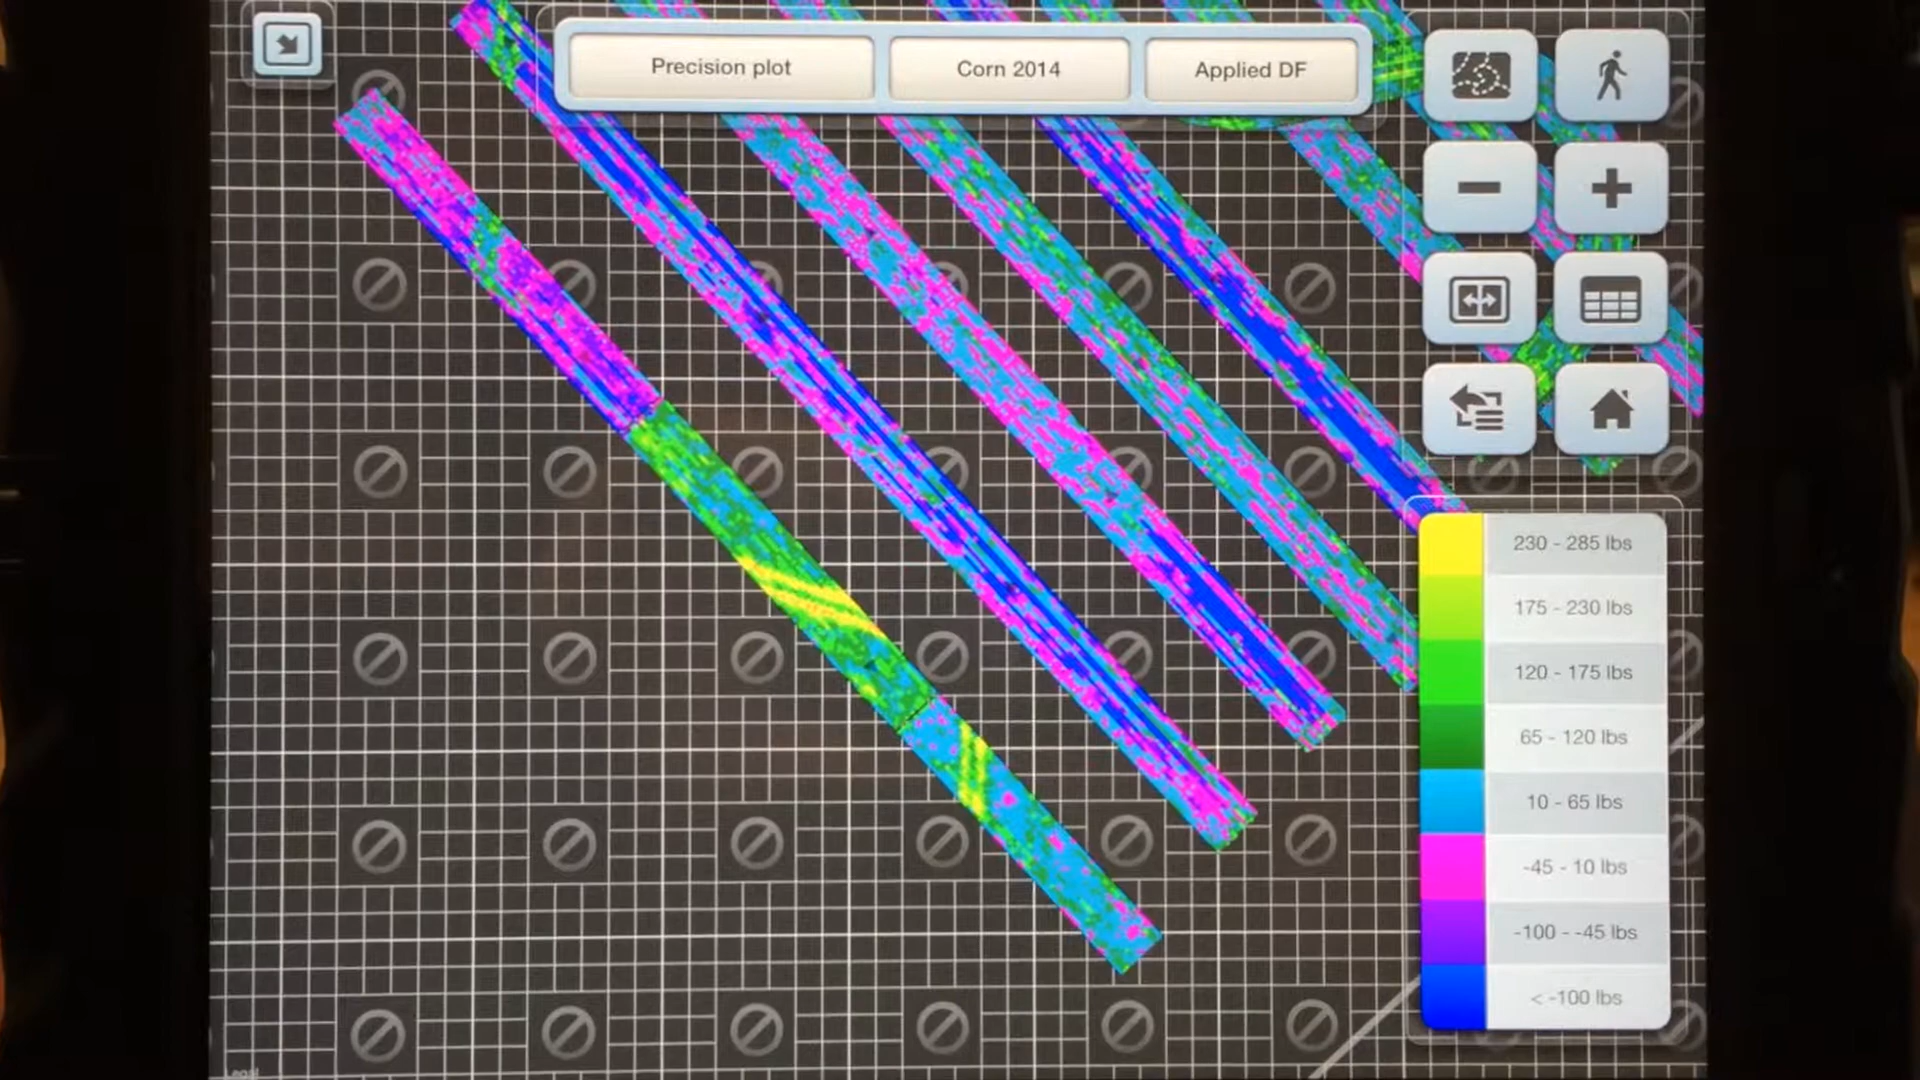 Precision plot
Corn 2014
Applied DF
230 - 285 lbs
175 - 230 lbs
120 - 175 lbs
65 - 120 lbs
10 - 65 lbs
-45 - 10 lbs
-100 - -45 lbs
< -100 lbs
Legal